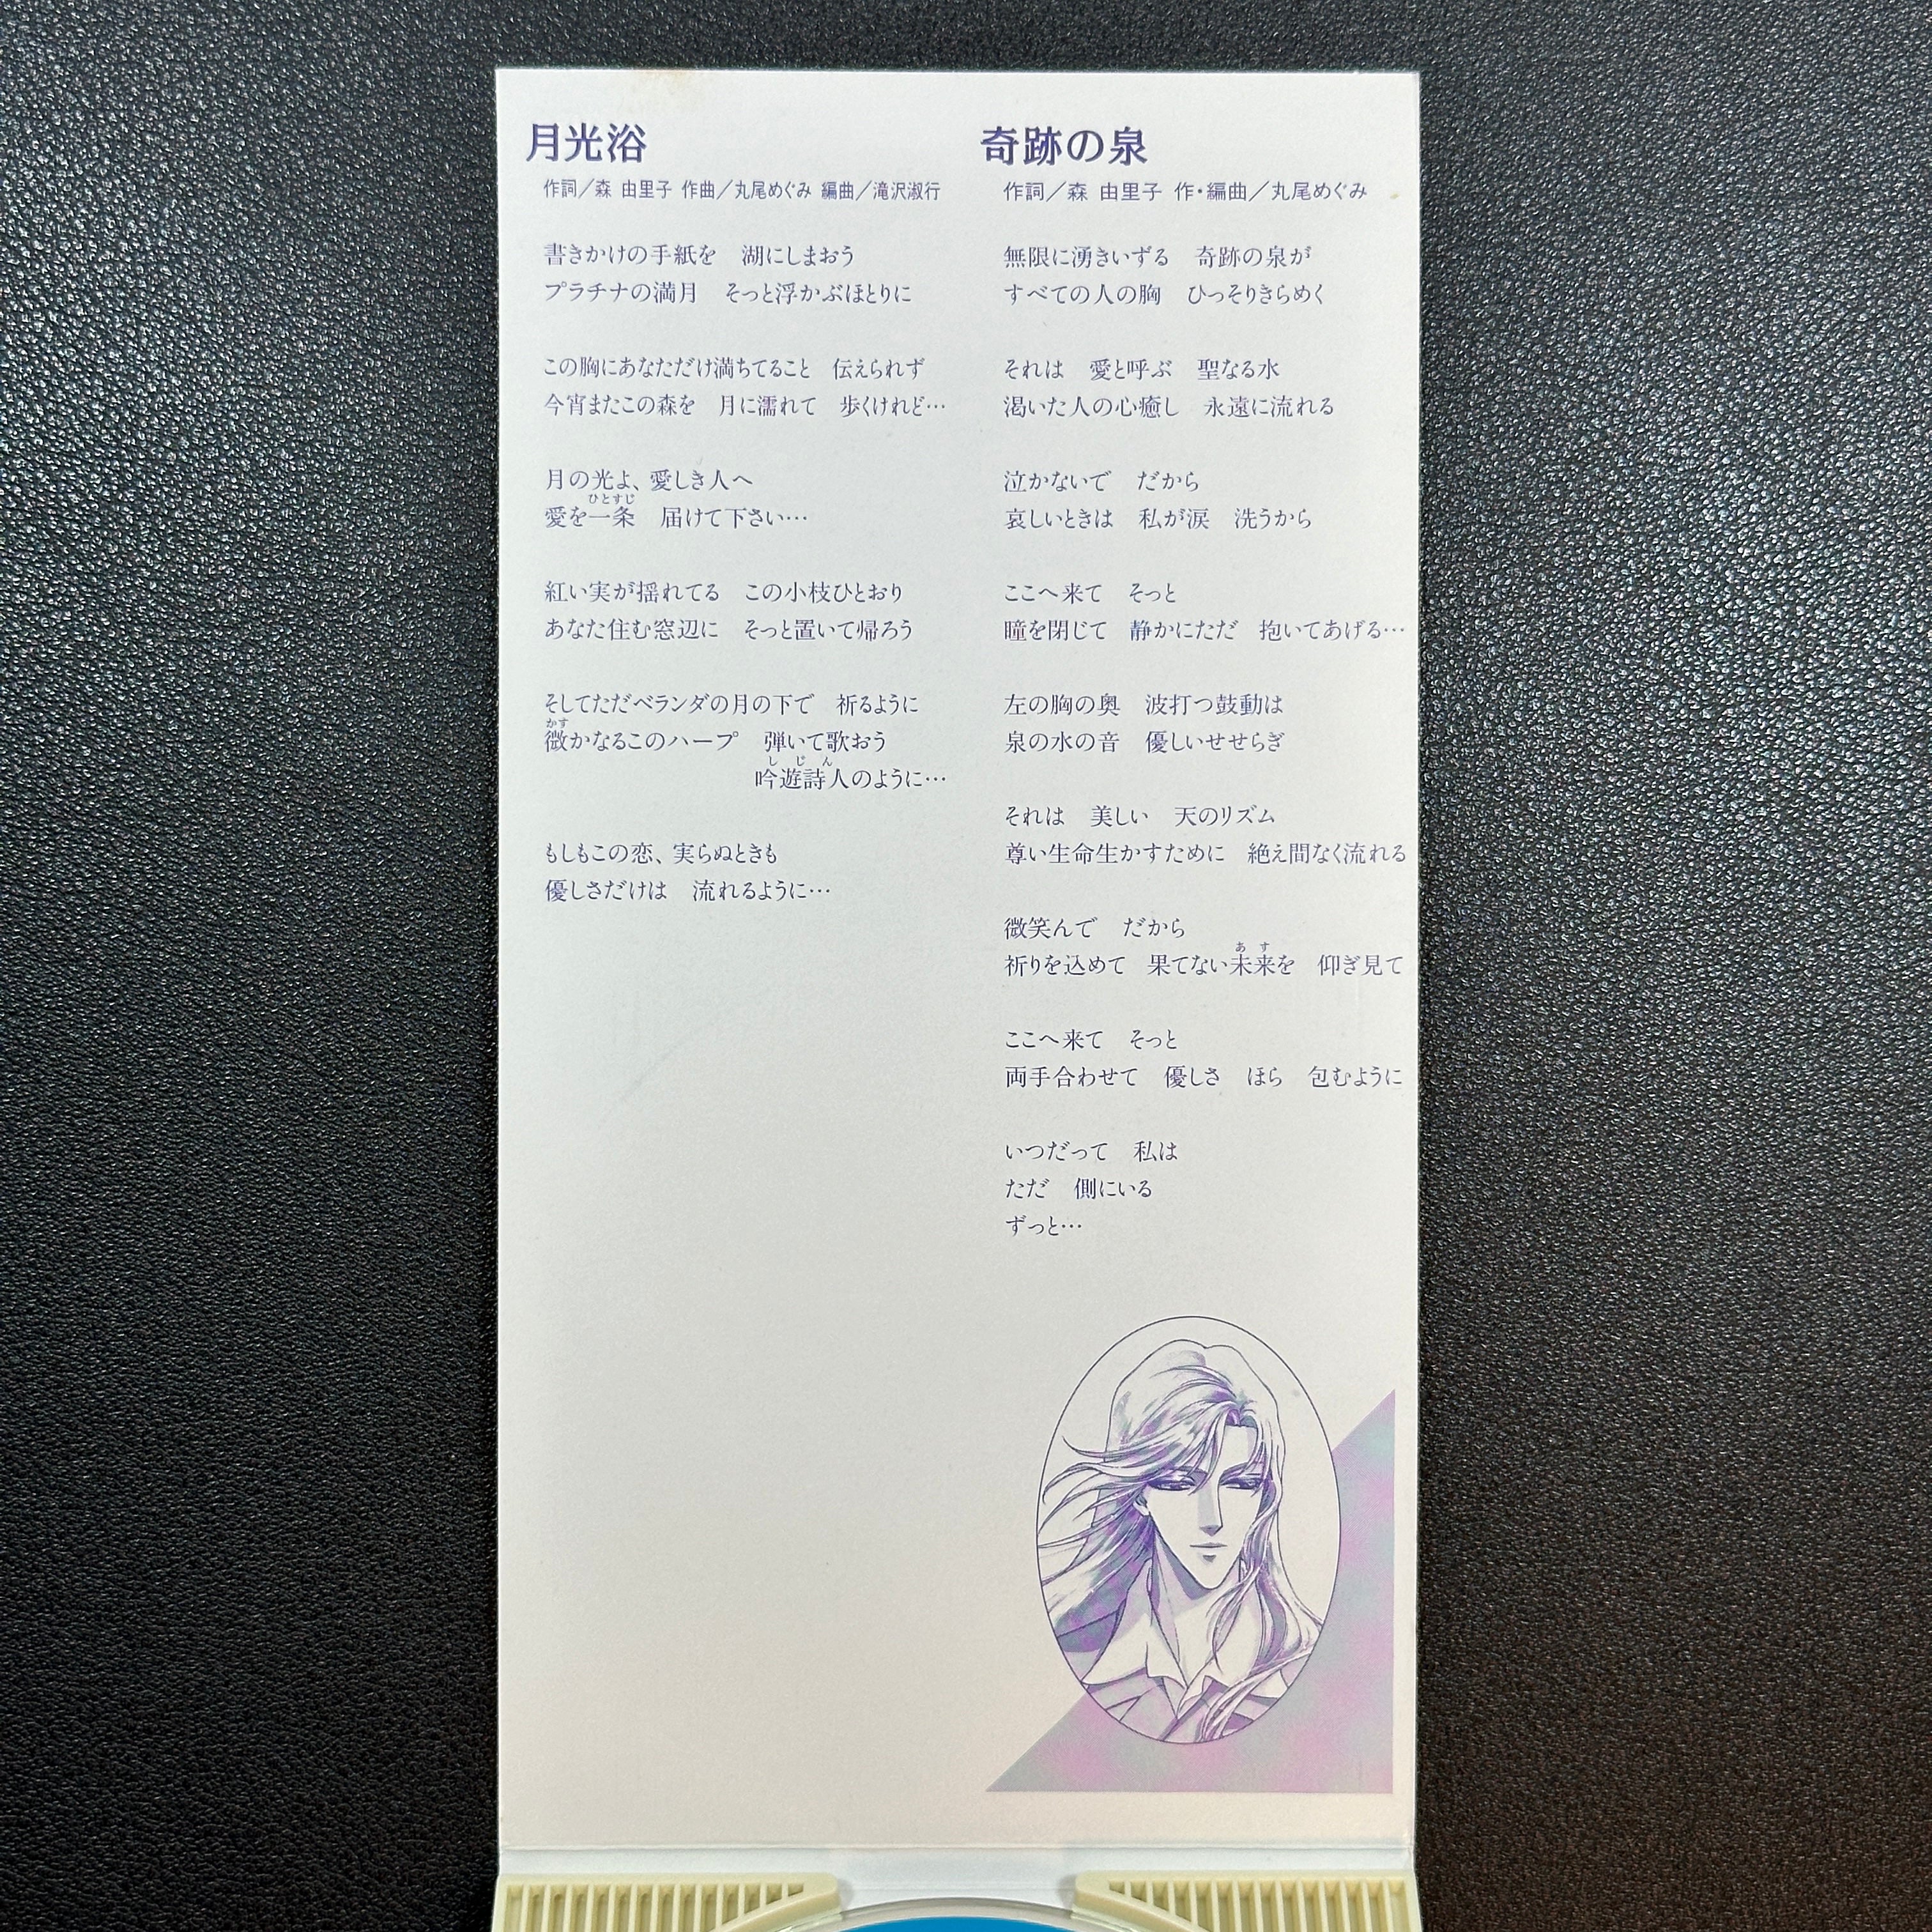 月光浴
作詞／森 由里子 作曲／丸尾めぐみ 編曲／滝沢淑行
書きかけの手紙を　湖にしまおう
プラチナの満月　そっと浮かぶほとりに
この胸にあなただけ満ちてること　伝えられず
今宵またこの森を　月に濡れて　歩くけれど…
月の光よ、愛しき人へ
ひとすじ
愛を一条　届けて下さい…
紅い実が揺れてる　この小枝ひとおり
あなた住む窓辺に　そっと置いて帰ろう
そしてただベランダの月の下で　祈るように
かす
微かなるこのハープ　弾いて歌おう
しじん
吟遊詩人のように…
もしもこの恋、実らぬときも
優しさだけは　流れるように…
奇跡の泉
作詞／森 由里子 作・編曲／丸尾めぐみ
無限に湧きいずる　奇跡の泉が
すべての人の胸　ひっそりきらめく
それは　愛と呼ぶ　聖なる水
渇いた人の心癒し　永遠に流れる
泣かないで　だから
哀しいときは　私が涙　洗うから
ここへ来て　そっと
瞳を閉じて　静かにただ　抱いてあげる…
左の胸の奥　波打つ鼓動は
泉の水の音　優しいせせらぎ
それは　美しい　天のリズム
尊い生命生かすために　絶え間なく流れる
微笑んで　だから
あす
祈りを込めて　果てない未来を　仰ぎ見て
ここへ来て　そっと
両手合わせて　優しさ　ほら　包むように
いつだって　私は
ただ　側にいる
ずっと…